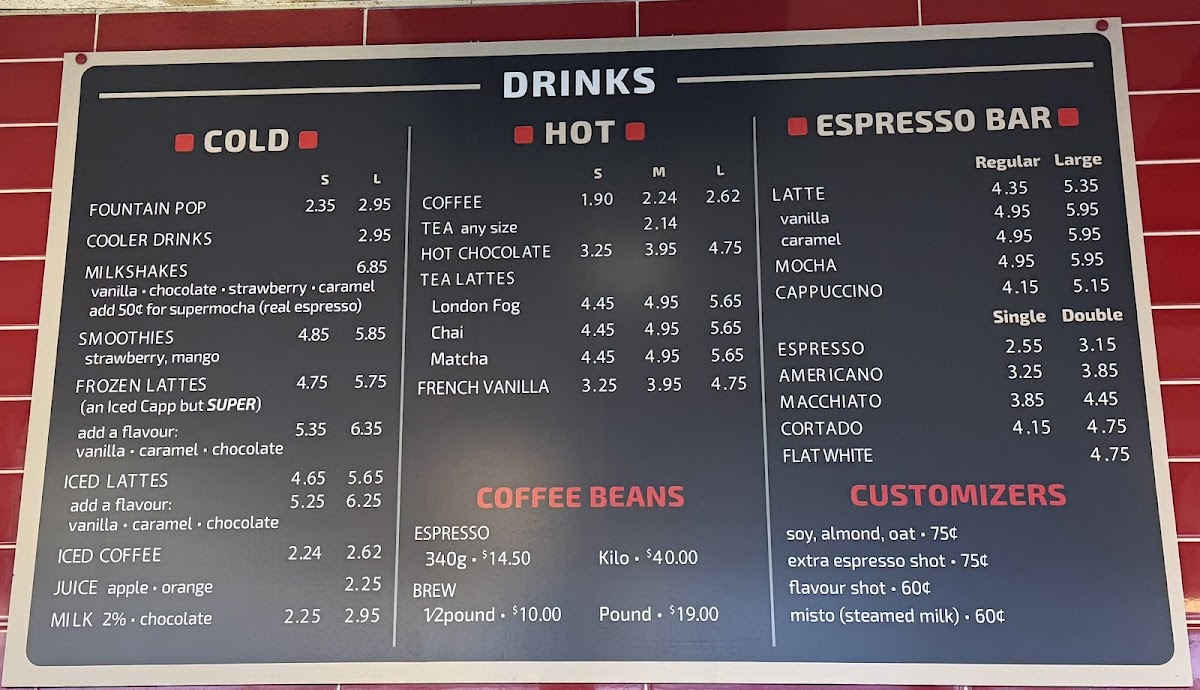 DRINKS
COLD
S L
FOUNTAIN POP 2.35 2.95
COOLER DRINKS 2.95
MILKSHAKES 6.85
vanilla • chocolate • strawberry • caramel
add 50¢ for supermocha (real espresso)
SMOOTHIES 4.85 5.85
strawberry, mango
FROZEN LATTES 4.75 5.75
(an Iced Capp but SUPER)
add a flavour: 5.35 6.35
vanilla • caramel • chocolate
ICED LATTES 4.65 5.65
add a flavour: 5.25 6.25
vanilla • caramel • chocolate
ICED COFFEE 2.24 2.62
JUICE apple • orange 2.25
MILK 2% • chocolate 2.25 2.95
HOT
S M L
COFFEE 1.90 2.24 2.62
TEA any size 2.14
HOT CHOCOLATE 3.25 3.95 4.75
TEA LATTES
London Fog 4.45 4.95 5.65
Chai 4.45 4.95 5.65
Matcha 4.45 4.95 5.65
FRENCH VANILLA 3.25 3.95 4.75
COFFEE BEANS
ESPRESSO
340g • $14.50 Kilo • $40.00
BREW
1/2pound • $10.00 Pound • $19.00
ESPRESSO BAR
Regular Large
LATTE 4.35 5.35
vanilla 4.95 5.95
caramel 4.95 5.95
MOCHA 4.95 5.95
CAPPUCCINO 4.15 5.15
Single Double
ESPRESSO 2.55 3.15
AMERICANO 3.25 3.85
MACCHIATO 3.85 4.45
CORTADO 4.15 4.75
FLAT WHITE 4.75
CUSTOMIZERS
soy, almond, oat • 75¢
extra espresso shot • 75¢
flavour shot • 60¢
misto (steamed milk) • 60¢